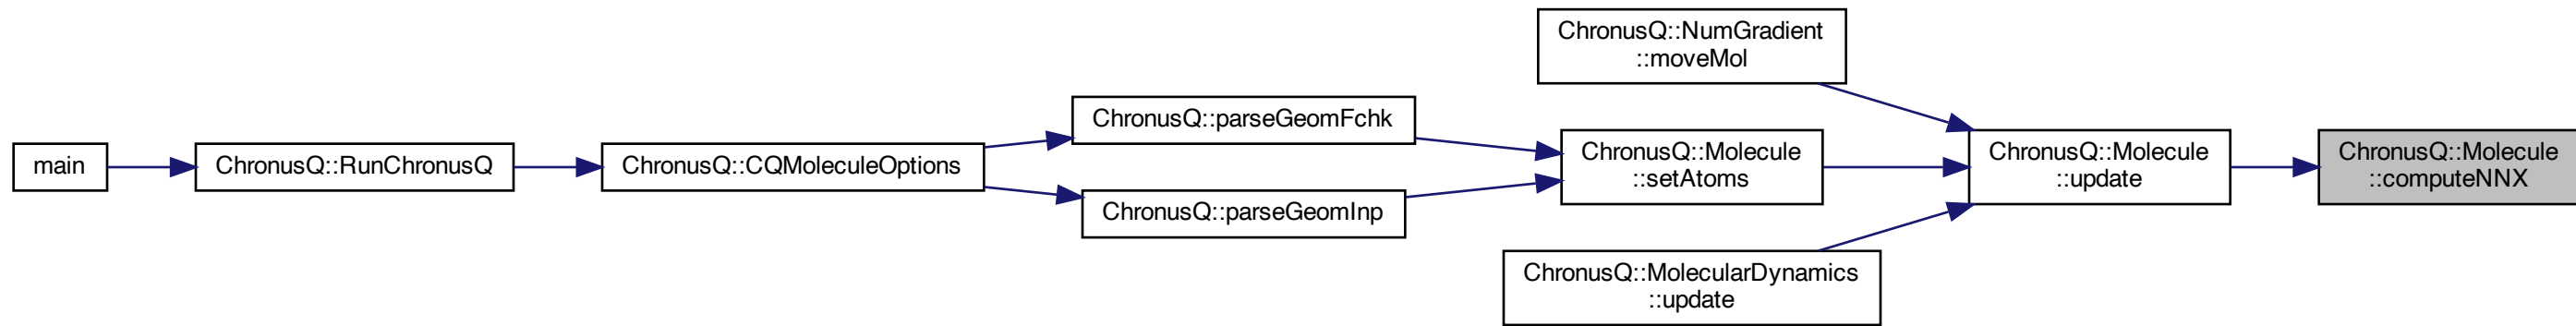 main
ChronusQ::RunChronusQ
ChronusQ::CQMoleculeOptions
ChronusQ::parseGeomFchk
ChronusQ::parseGeomInp
ChronusQ::NumGradient
::moveMol
ChronusQ::Molecule
::setAtoms
ChronusQ::MolecularDynamics
::update
ChronusQ::Molecule
::update
ChronusQ::Molecule
::computeNNX